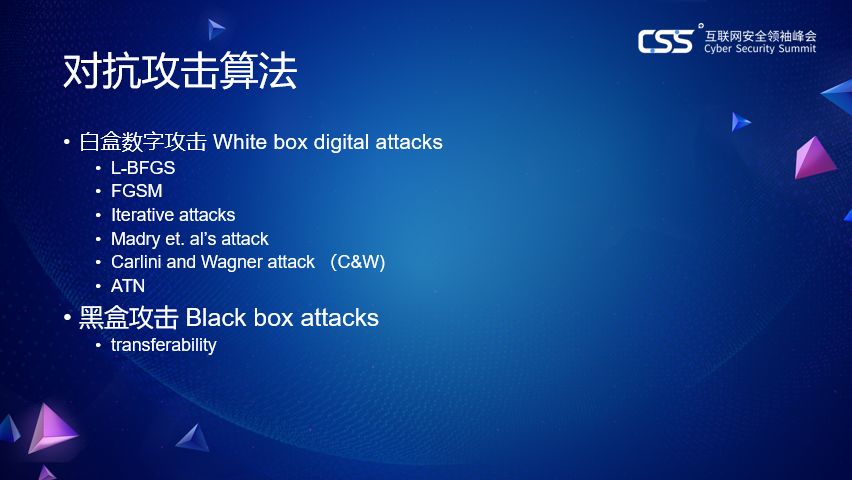 CSS 互联网安全领袖峰会
Cyber Security Summit
对抗攻击算法
• 白盒数字攻击 White box digital attacks
• L-BFGS
• FGSM
• Iterative attacks
• Madry et. al's attack
• Carlini and Wagner attack （C&W)
• ATN
• 黑盒攻击 Black box attacks
• transferability